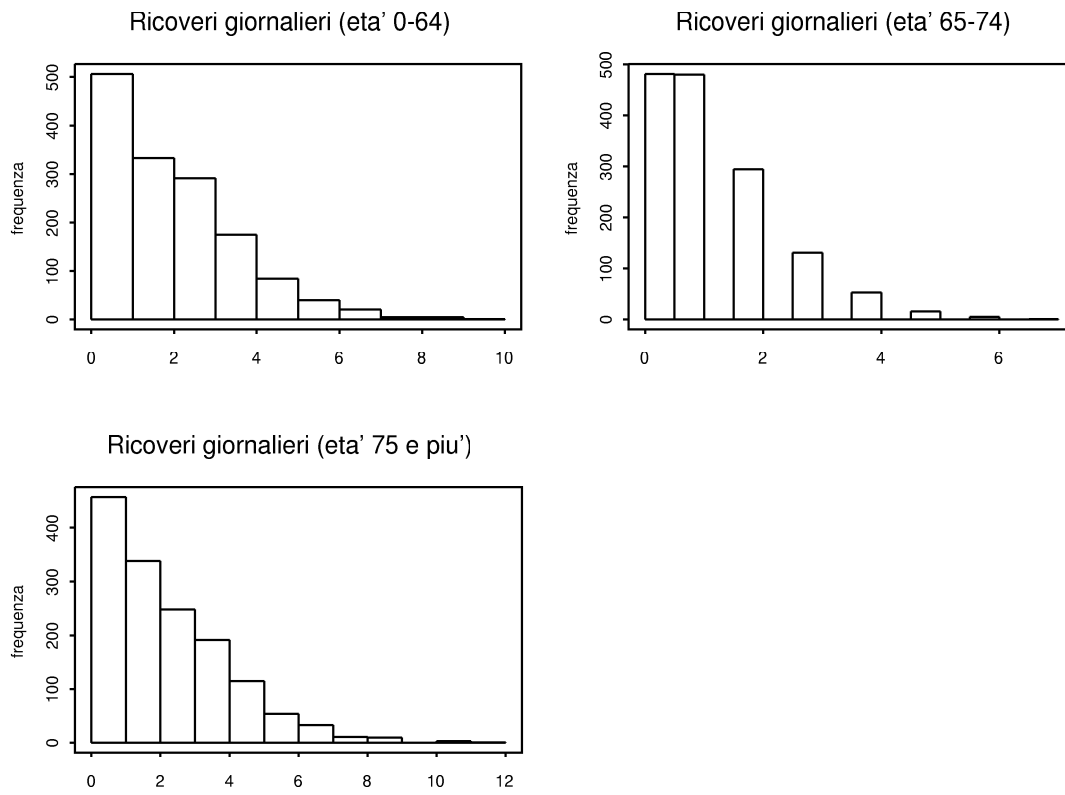 Ricoveri giornalieri (eta' 0-64)
frequenza
500
400
300
200
100
0
0 2 4 6 8 10
Ricoveri giornalieri (eta' 65-74)
frequenza
500
400
300
200
100
0
0 2 4 6
Ricoveri giornalieri (eta' 75 e piu')
frequenza
400
300
200
100
0
0 2 4 6 8 10 12